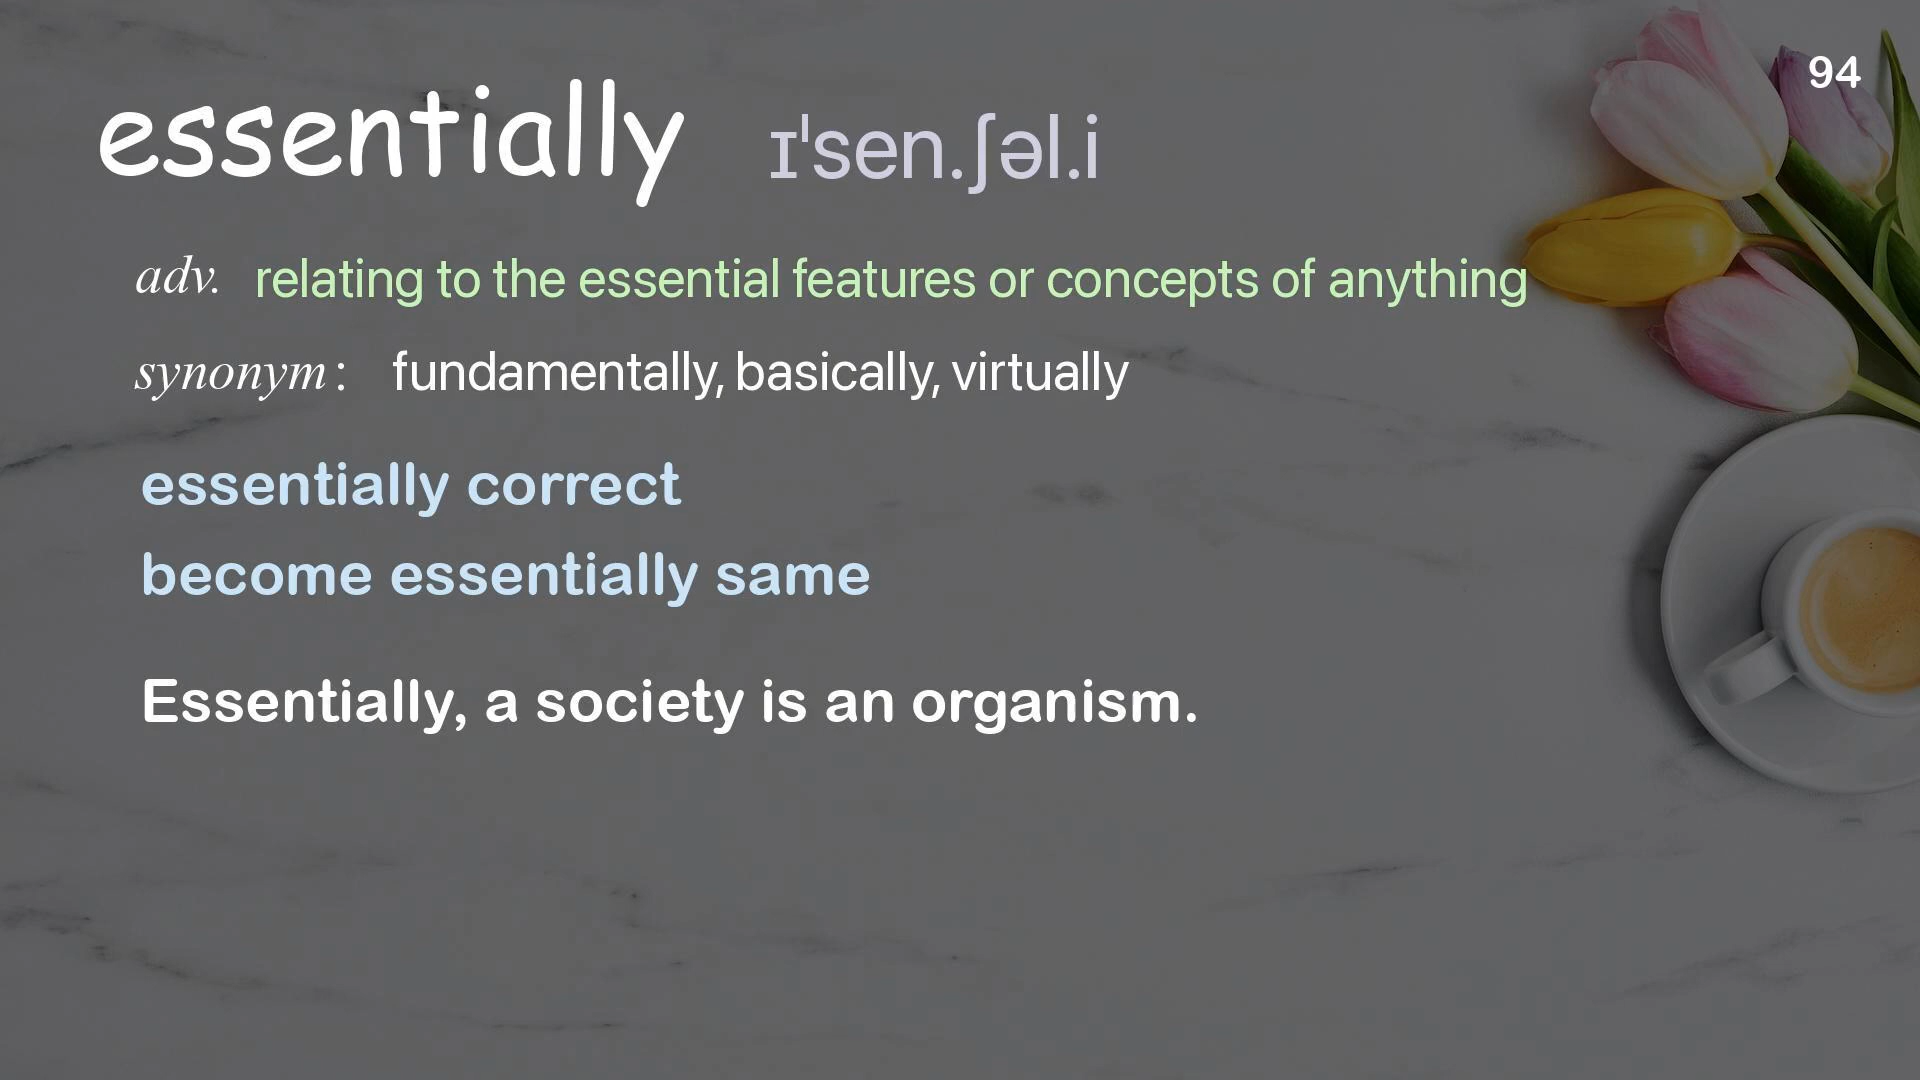 94
essentially ɪˈsen.ʃəl.i
adv. relating to the essential features or concepts of anything
synonym : fundamentally, basically, virtually
essentially correct
become essentially same
Essentially, a society is an organism.